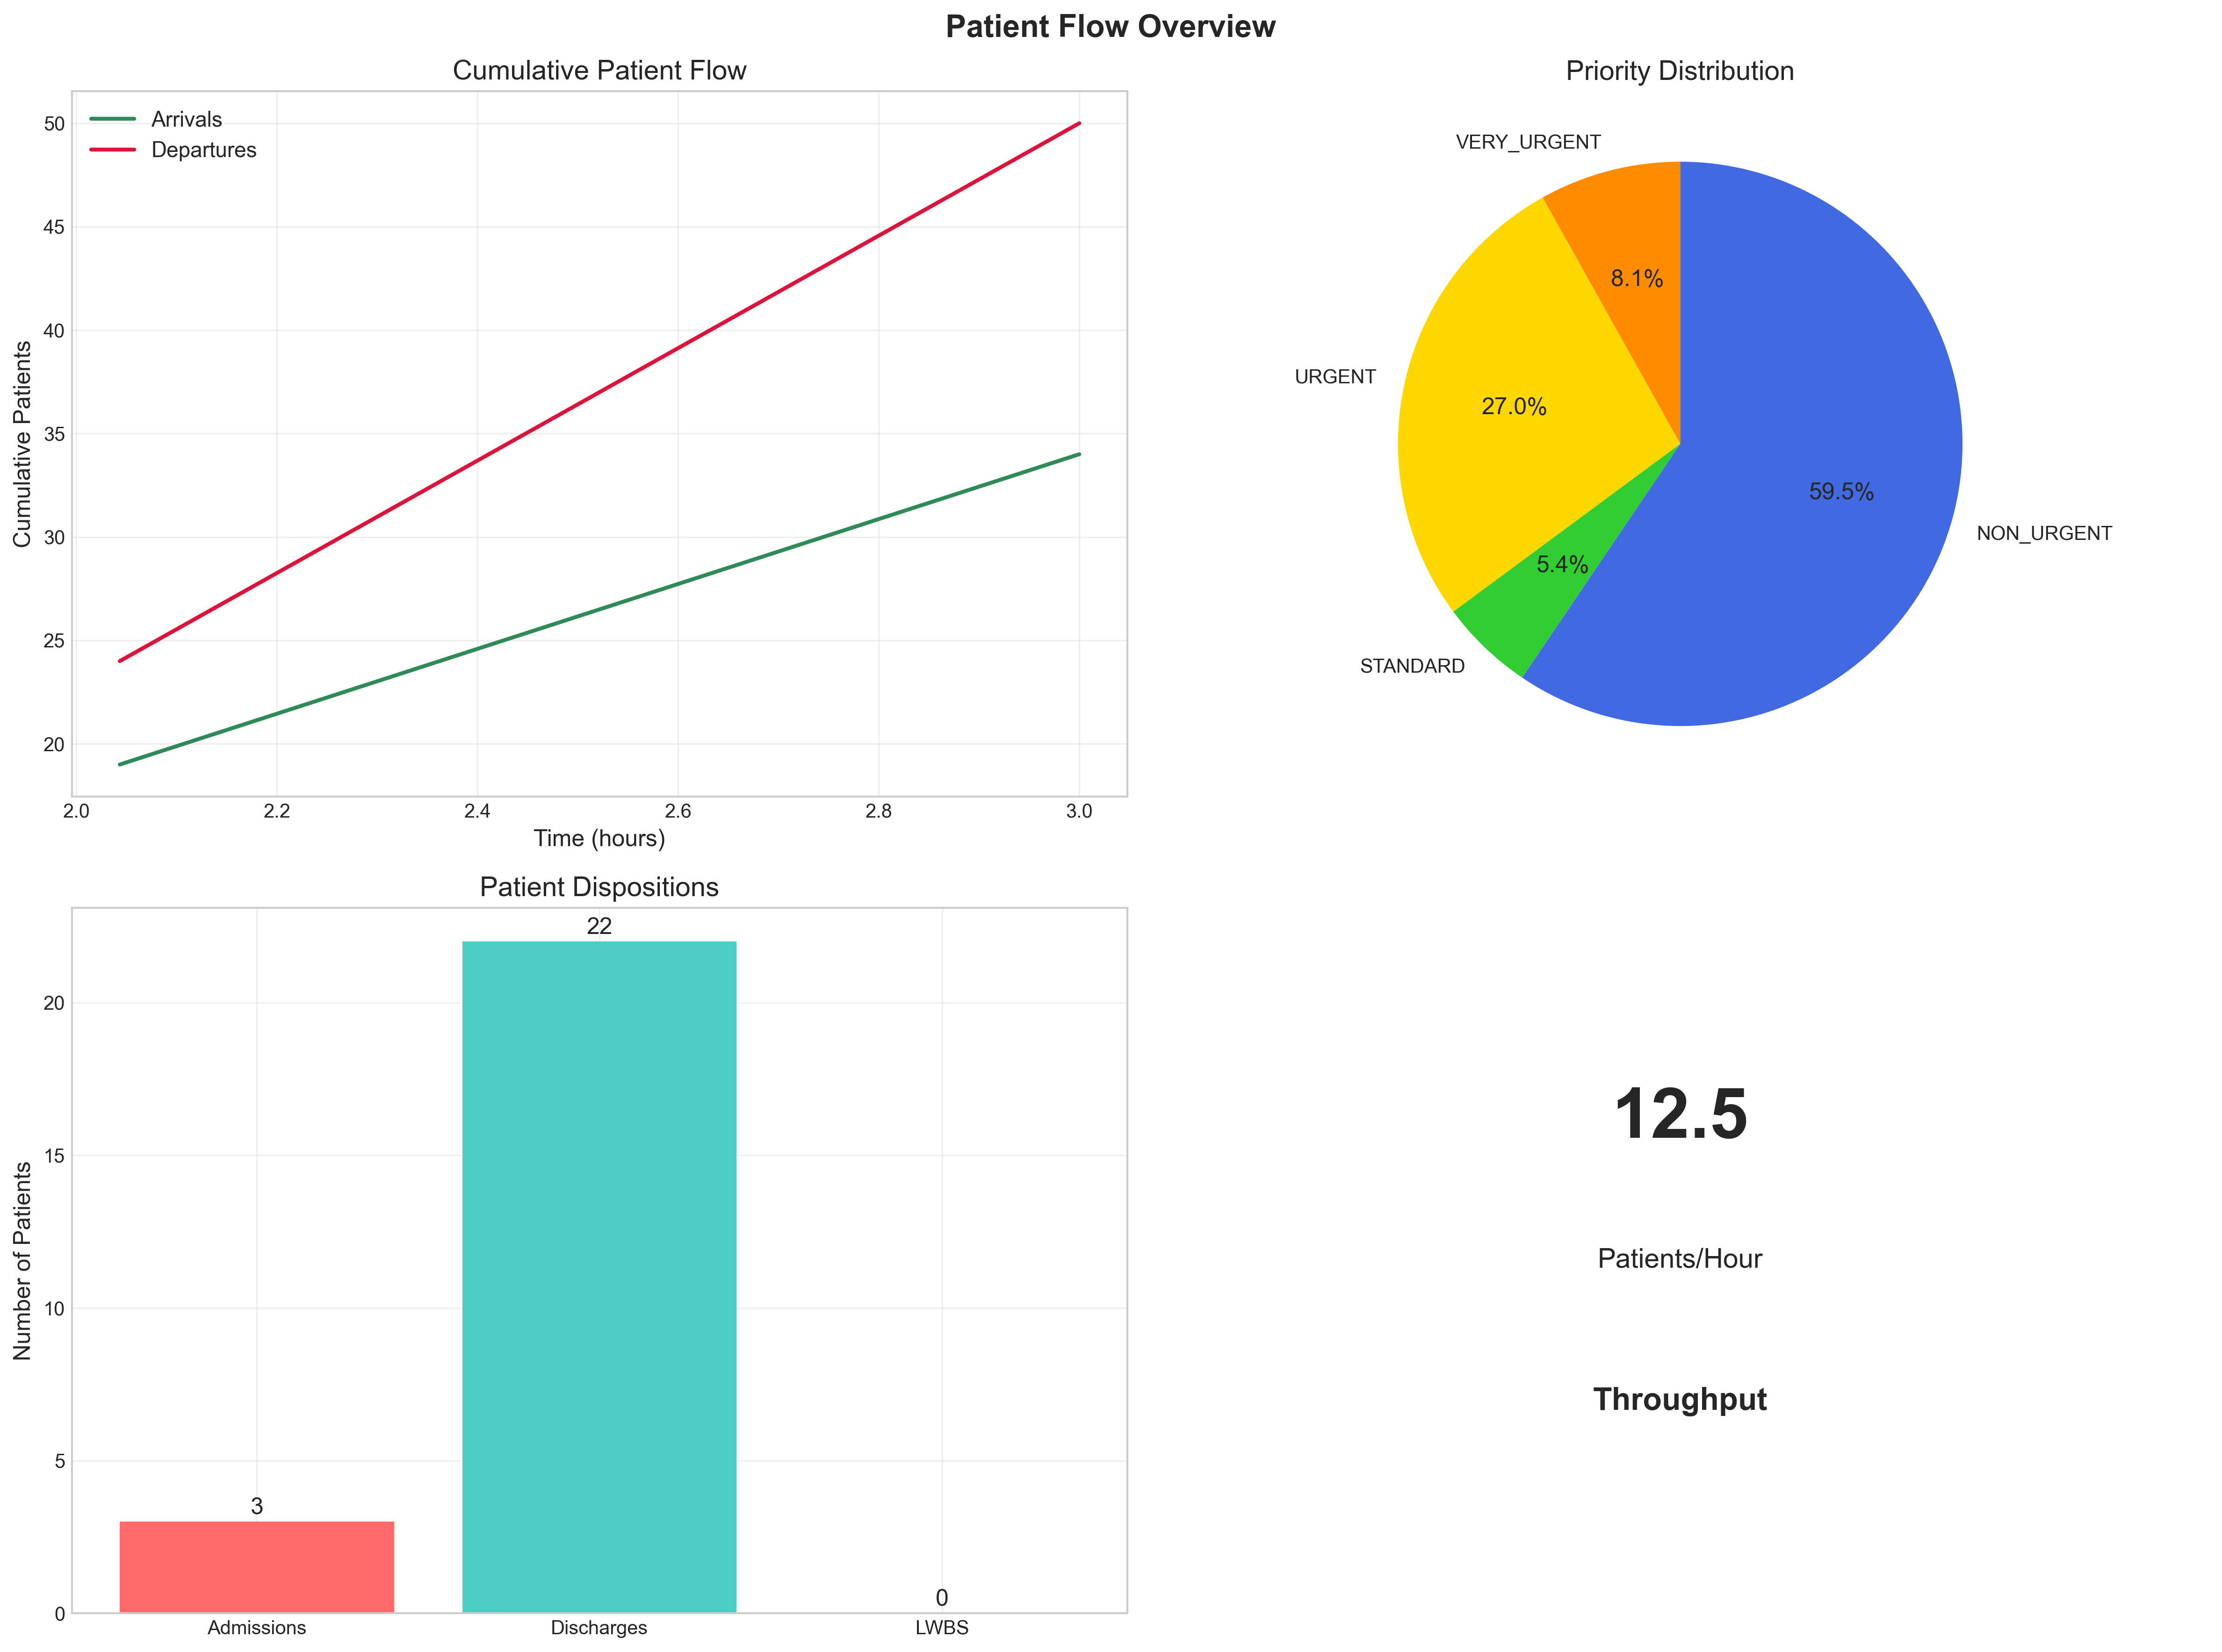 Patient Flow Overview
Cumulative Patient Flow
Arrivals
Departures
50
45
40
35
30
25
20
Cumulative Patients
2.0 2.2 2.4 2.6 2.8 3.0
Time (hours)
Priority Distribution
VERY_URGENT
8.1%
URGENT
27.0%
59.5%
NON_URGENT
5.4%
STANDARD
Patient Dispositions
22
20
15
10
5
0
Number of Patients
3
0
Admissions Discharges LWBS
12.5
Patients/Hour
Throughput